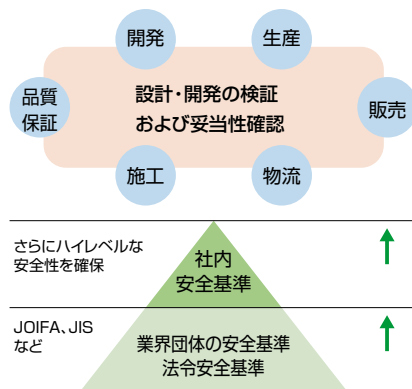 開発
生産
品質
保証
設計・開発の検証
および妥当性確認
販売
施工
物流
さらにハイレベルな
安全性を確保
社内
安全基準
JOIFA、JIS
など
業界団体の安全基準
法令安全基準